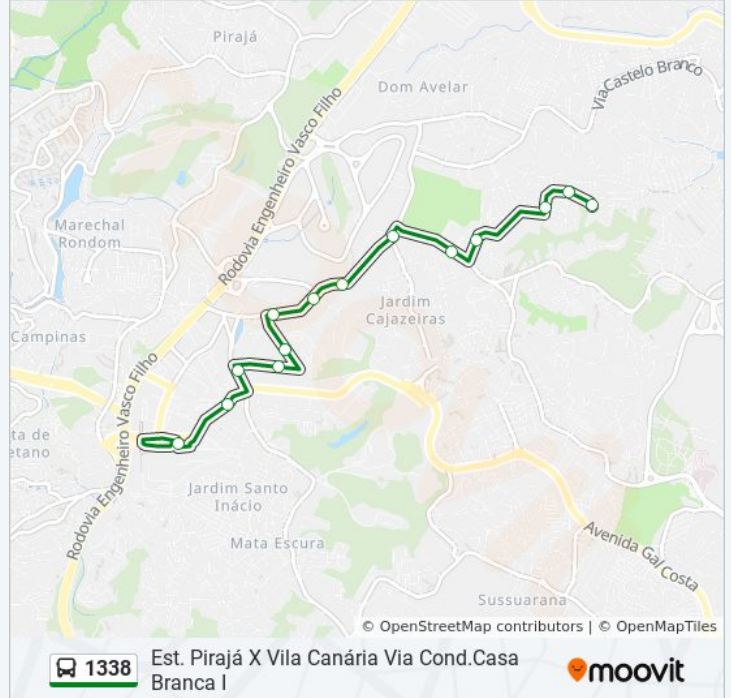 Pirajá
Dom Avelar
ViaCastelo Branco
Rodovia Engenheiro Vasco Filho
Marechal
Rondom
Jardim
Cajazeiras
Campinas
Rodovia Engenheiro Vasco Filho
ta de
etano
Jardim Santo
Inácio
Mata Escura
Avenida Gal Costa
Sussuarana
© OpenStreetMap contributors | © OpenMapTiles
1338 Est. Pirajá X Vila Canária Via Cond.Casa
Branca I
moovit